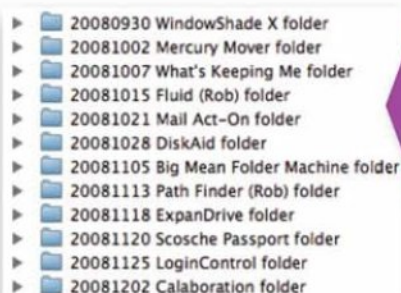 20080930 WindowShade X folder
20081002 Mercury Mover folder
20081007 What's Keeping Me folder
20081015 Fluid (Rob) folder
20081021 Mail Act-On folder
20081028 DiskAid folder
20081105 Big Mean Folder Machine folder
20081113 Path Finder (Rob) folder
20081118 ExpanDrive folder
20081120 Scosche Passport folder
20081125 LoginControl folder
20081202 Calaboration folder